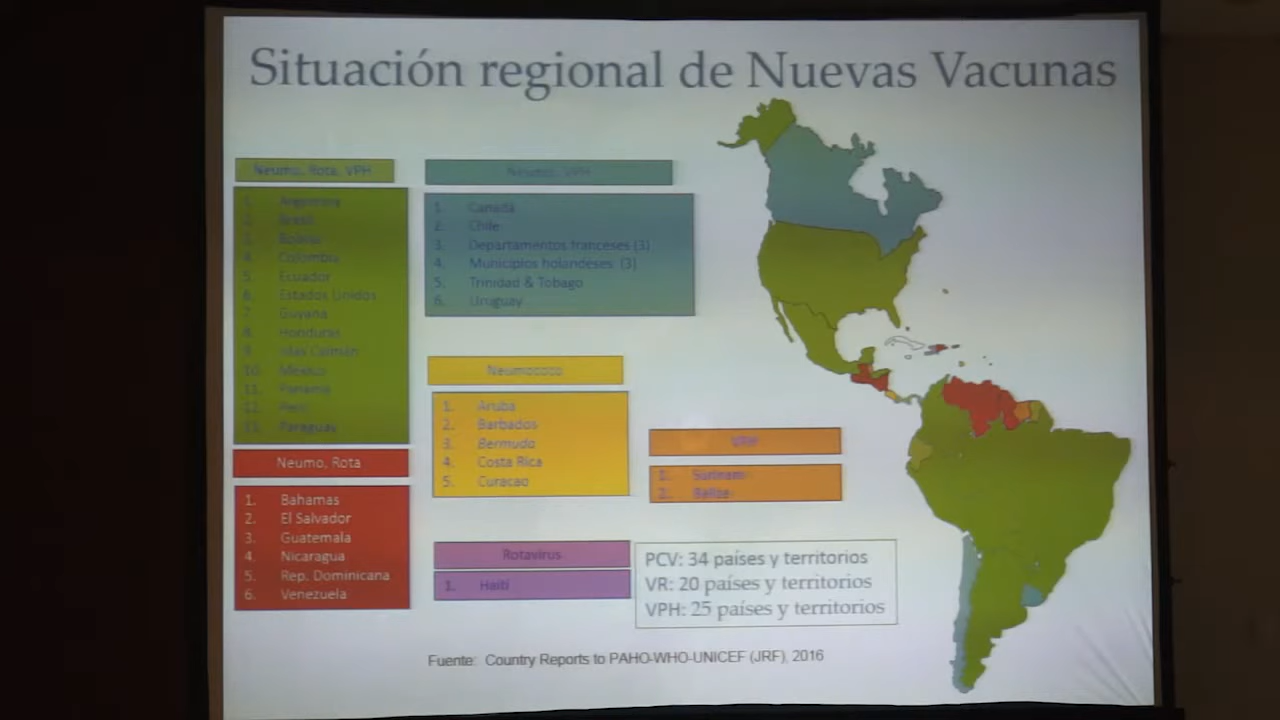 Situación regional de Nuevas Vacunas
Neumo, Rota, VPH
1. Argentina
2. Brasil
3. Bolivia
4. Colombia
5. Ecuador
6. Estados Unidos
7. Guyana
8. Honduras
9. Islas Caimán
10. México
11. Panamá
12. Perú
13. Paraguay
Neumo, Rota
1. Bahamas
2. El Salvador
3. Guatemala
4. Nicaragua
5. Rep. Dominicana
6. Venezuela
Neumo, VPH
1. Canadá
2. Chile
3. Departamentos franceses (3)
4. Municipios holandeses (3)
5. Trinidad & Tobago
6. Uruguay
Neumococo
1. Aruba
2. Barbados
3. Bermuda
4. Costa Rica
5. Curacao
VPH
1. Surinam
2. Belice
Rotavirus
1. Haití
PCV: 34 países y territorios
VR: 20 países y territorios
VPH: 25 países y territorios
Fuente: Country Reports to PAHO-WHO-UNICEF (JRF), 2016